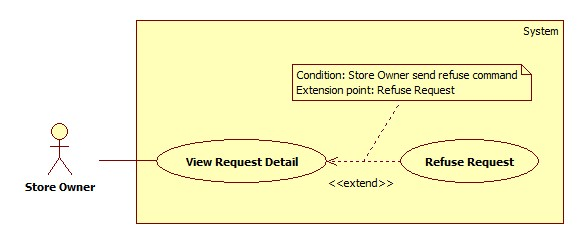 System
Condition: Store Owner send refuse command
Extension point: Refuse Request
View Request Detail
Refuse Request
<<extend>>
Store Owner